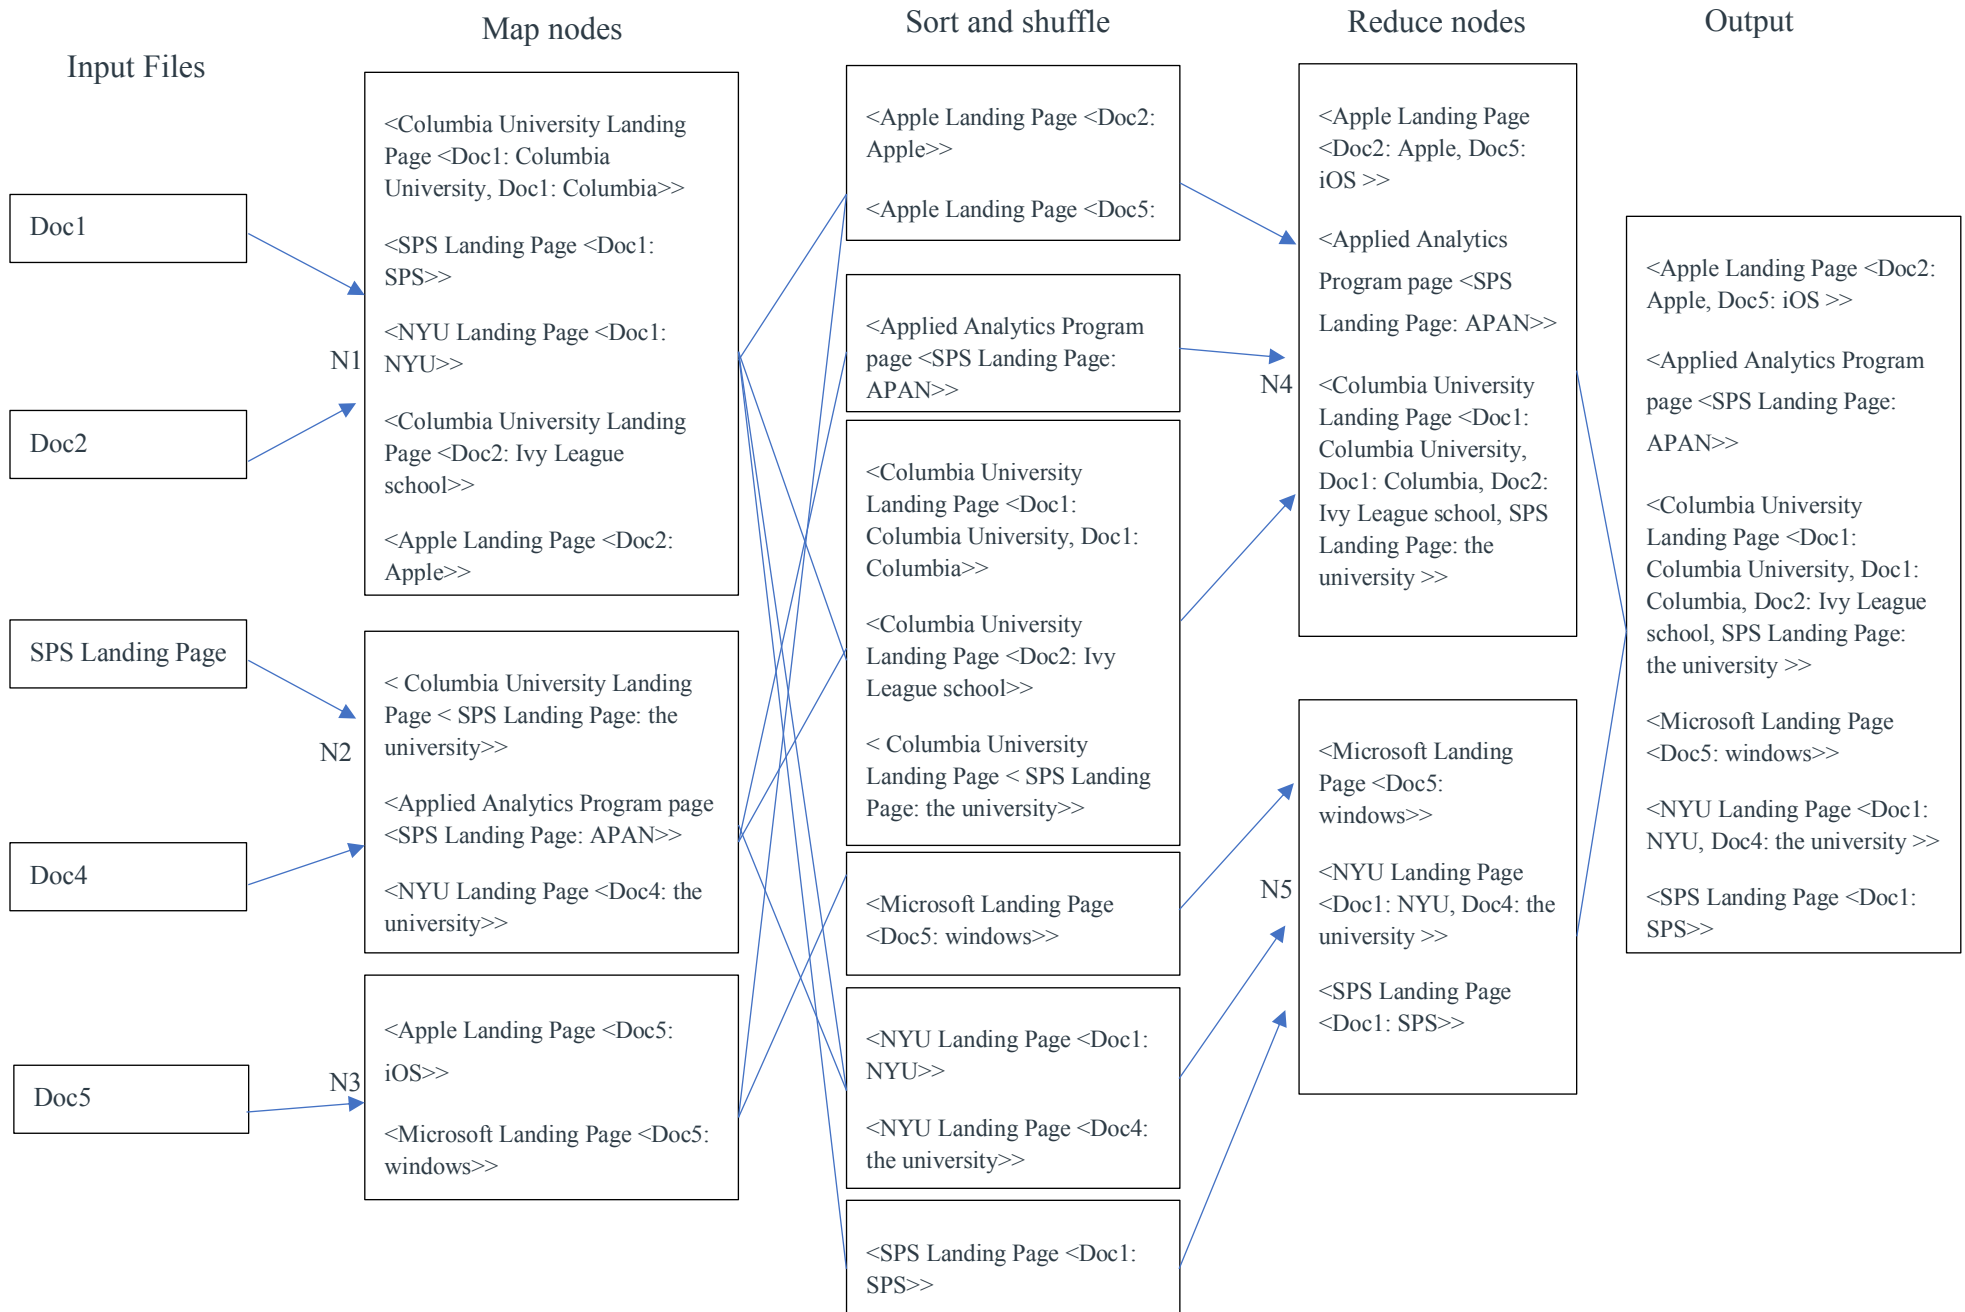 Input Files
Doc1
Doc2
SPS Landing Page
Doc4
Doc5
Map nodes
N1
<Columbia University Landing
Page <Doc1: Columbia
University, Doc1: Columbia>>
<SPS Landing Page <Doc1:
SPS>>
<NYU Landing Page <Doc1:
NYU>>
<Columbia University Landing
Page <Doc2: Ivy League
school>>
<Apple Landing Page <Doc2:
Apple>>
N2
< Columbia University Landing
Page < SPS Landing Page: the
university>>
<Applied Analytics Program page
<SPS Landing Page: APAN>>
<NYU Landing Page <Doc4: the
university>>
N3
<Apple Landing Page <Doc5:
iOS>>
<Microsoft Landing Page <Doc5:
windows>>
Sort and shuffle
<Apple Landing Page <Doc2:
Apple>>
<Apple Landing Page <Doc5:
<Applied Analytics Program
page <SPS Landing Page:
APAN>>
<Columbia University
Landing Page <Doc1:
Columbia University, Doc1:
Columbia>>
<Columbia University
Landing Page <Doc2: Ivy
League school>>
< Columbia University
Landing Page < SPS Landing
Page: the university>>
<Microsoft Landing Page
<Doc5: windows>>
<NYU Landing Page <Doc1:
NYU>>
<NYU Landing Page <Doc4:
the university>>
<SPS Landing Page <Doc1:
SPS>>
Reduce nodes
N4
<Apple Landing Page
<Doc2: Apple, Doc5:
iOS >>
<Applied Analytics
Program page <SPS
Landing Page: APAN>>
<Columbia University
Landing Page <Doc1:
Columbia University,
Doc1: Columbia, Doc2:
Ivy League school, SPS
Landing Page: the
university >>
N5
<Microsoft Landing
Page <Doc5:
windows>>
<NYU Landing Page
<Doc1: NYU, Doc4: the
university >>
<SPS Landing Page
<Doc1: SPS>>
Output
<Apple Landing Page <Doc2:
Apple, Doc5: iOS >>
<Applied Analytics Program
page <SPS Landing Page:
APAN>>
<Columbia University
Landing Page <Doc1:
Columbia University, Doc1:
Columbia, Doc2: Ivy League
school, SPS Landing Page:
the university >>
<Microsoft Landing Page
<Doc5: windows>>
<NYU Landing Page <Doc1:
NYU, Doc4: the university >>
<SPS Landing Page <Doc1:
SPS>>